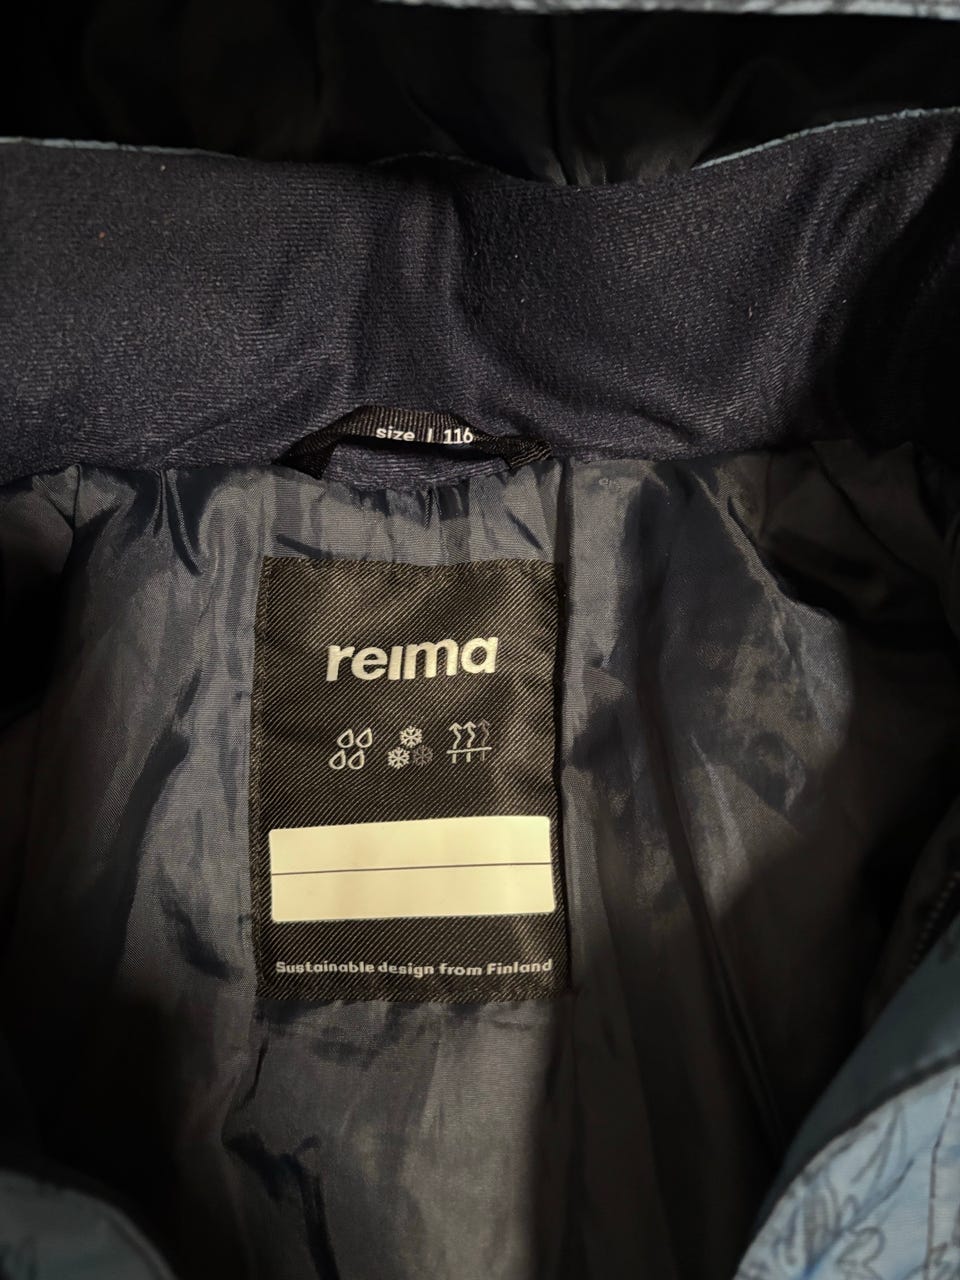 size | 116
reima
Sustainable design from Finland